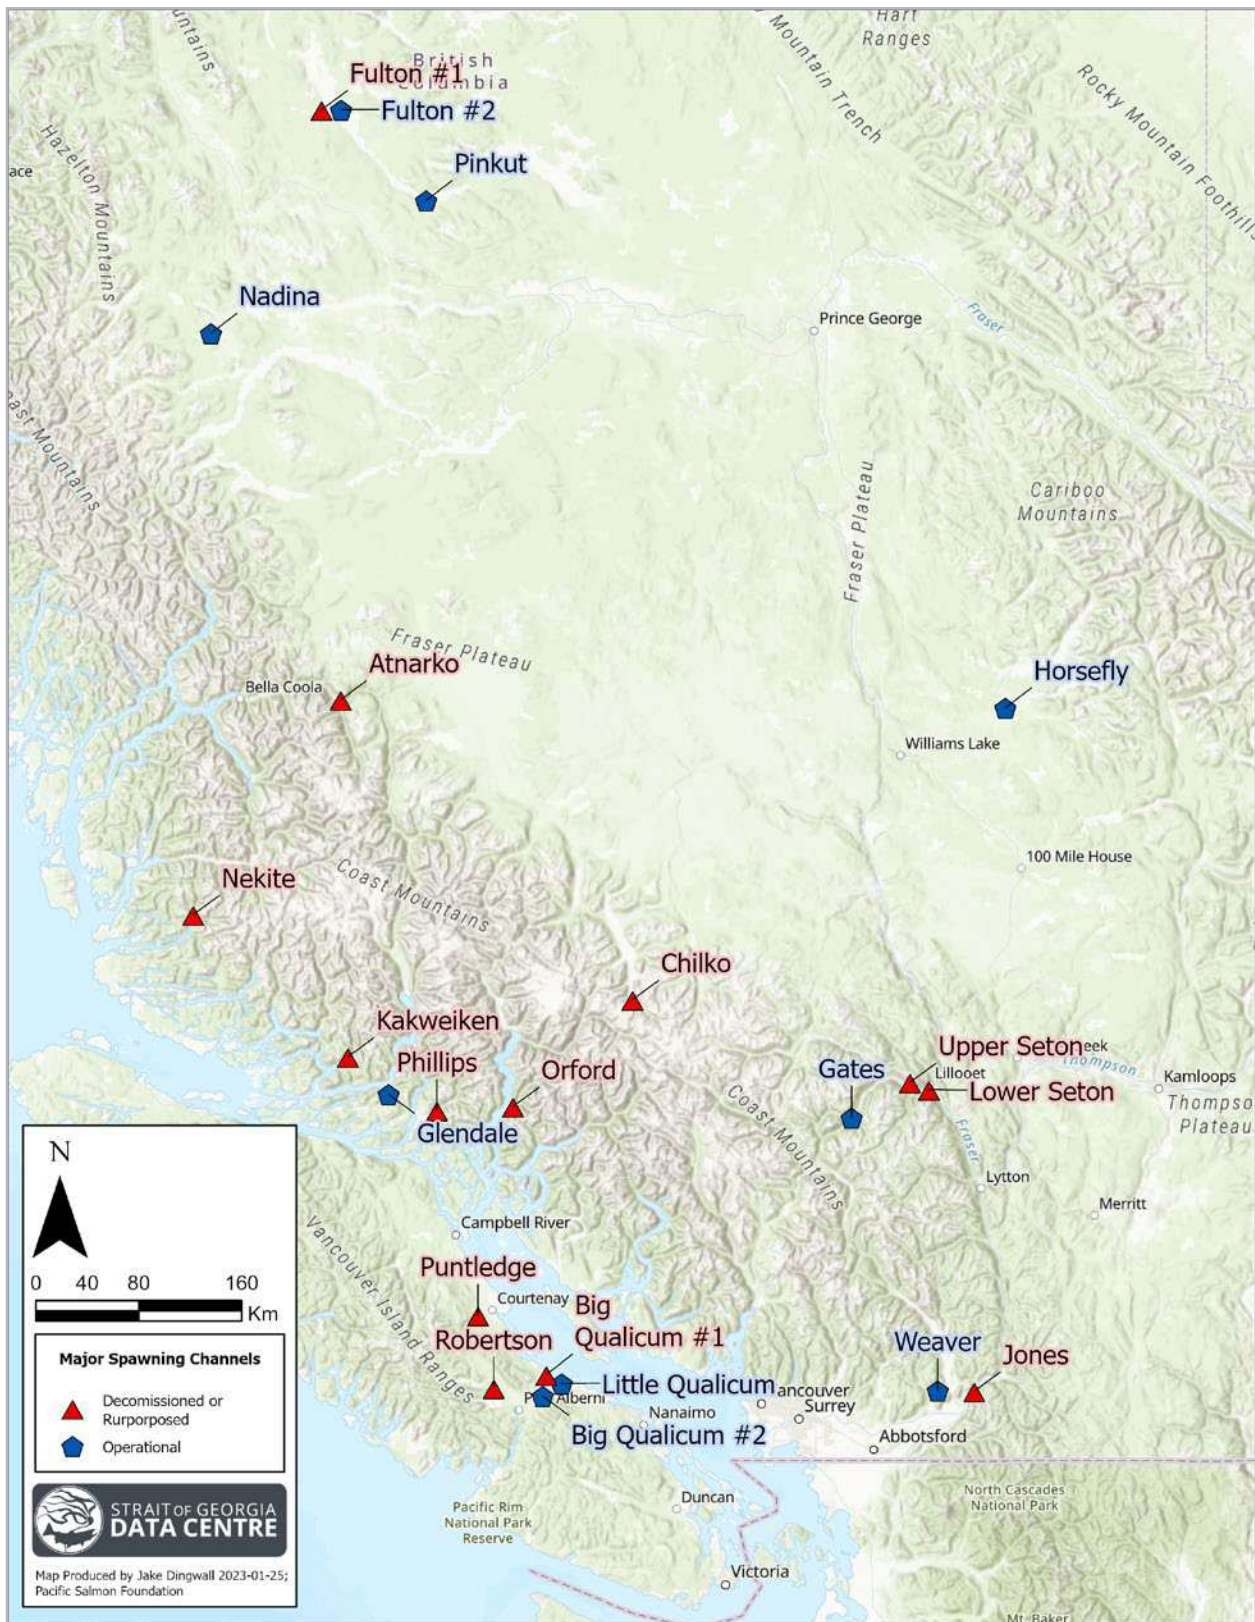 Hart
Ranges
British
Columbia
Mountains
Mountain Trench
Rocky Mountain Foothills
Fulton #1
Fulton #2
Hazelton Mountains
Pinkut
Nadina
Prince George
Fraser
Mountains
Fraser Plateau
Cariboo
Mountains
Fraser Plateau
Atnarko
Bella Coola
Horsefly
Williams Lake
100 Mile House
Nekite
Coast Mountains
Chilko
Kakweiken
Phillips
Orford
Glendale
Gates
Upper Seton
Lillooet
Lower Seton
Thompson
Kamloops
Plateau
Coast Mountains
Fraser
Lytton
Merritt
Campbell River
Vancouver Island Ranges
Puntledge
Courtenay
Robertson
Big
Qualicum #1
Little Qualicum
Big Qualicum #2
Alberni
Nanaimo
Surrey
Weaver
Jones
Abbotsford
North Cascades
National Park
Pacific Rim
National Park
Reserve
Duncan
Victoria
Mt. Baker
N
0 40 80 160
Km
Major Spawning Channels
Decomissioned or
Rurporposed
Operational
STRAIT OF GEORGIA
DATA CENTRE
Map Produced by Jake Dingwall 2023-01-25;
Pacific Salmon Foundation